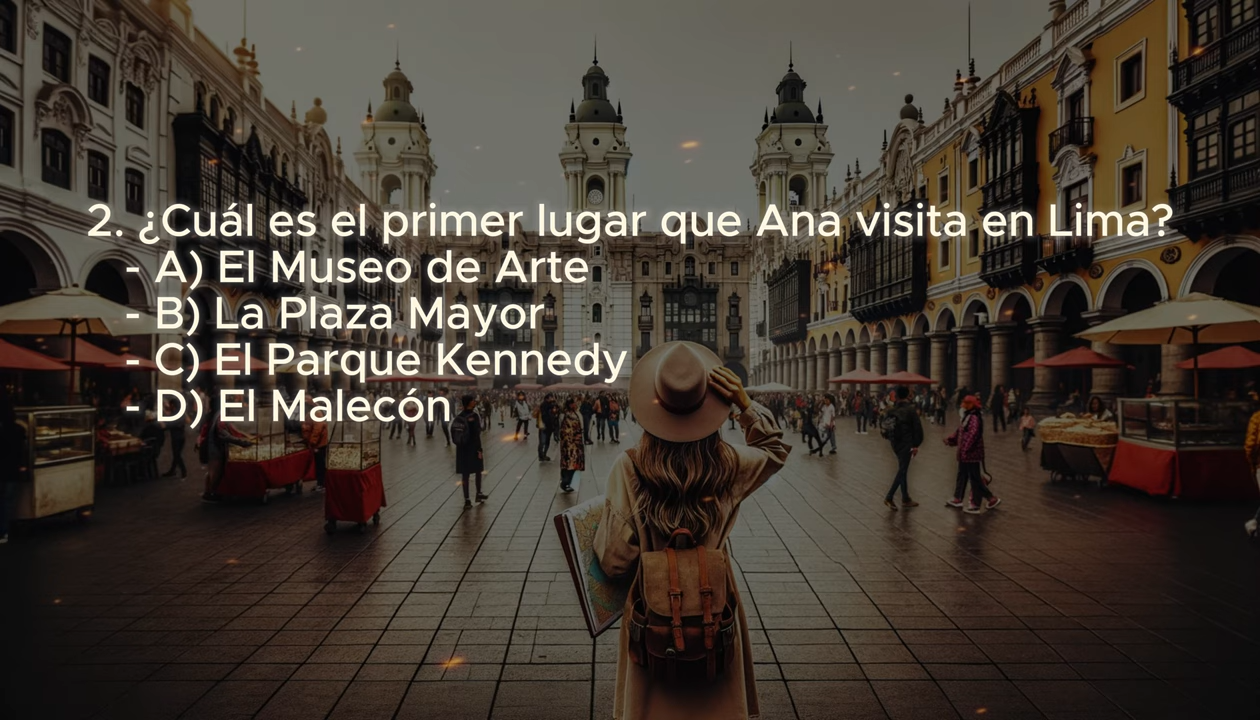 2. ¿Cuál es el primer lugar que Ana visita en Lima?
- A) El Museo de Arte
- B) La Plaza Mayor
- C) El Parque Kennedy
- D) El Malecón